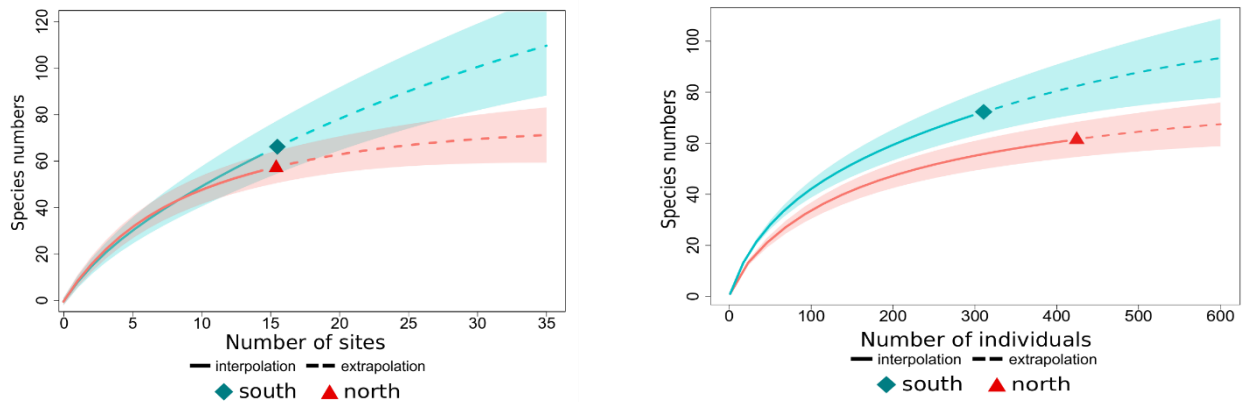 Species numbers
120
100
80
60
40
20
0
0 5 10 15 20 25 30 35
Number of sites
interpolation extrapolation
south north
Species numbers
100
80
60
40
20
0
0 100 200 300 400 500 600
Number of individuals
interpolation extrapolation
south north